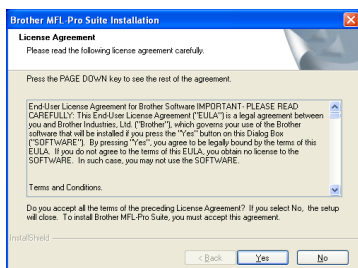 Brother MFL-Pro Suite Installation
License Agreement
Please read the following license agreement carefully.
Press the PAGE DOWN key to see the rest of the agreement.
End-User License Agreement for Brother Software IMPORTANT- PLEASE READ
CAREFULLY: This End-User License Agreement ("EULA") is a legal agreement between
you and Brother Industries, Ltd. ("Brother"), which governs your use of the Brother
software that will be installed if you press the "Yes" button on this Dialog Box
("SOFTWARE"). By pressing "Yes", you agree to be legally bound by the terms of this
EULA. If you do not agree to the terms of this EULA, you obtain no license to the
SOFTWARE. In such case, you may not use the SOFTWARE.
Terms and Conditions.
Do you accept all the terms of the preceding License Agreement? If you select No, the setup
will close. To install Brother MFL-Pro Suite, you must accept this agreement.
InstallShield
< Back
Yes
No